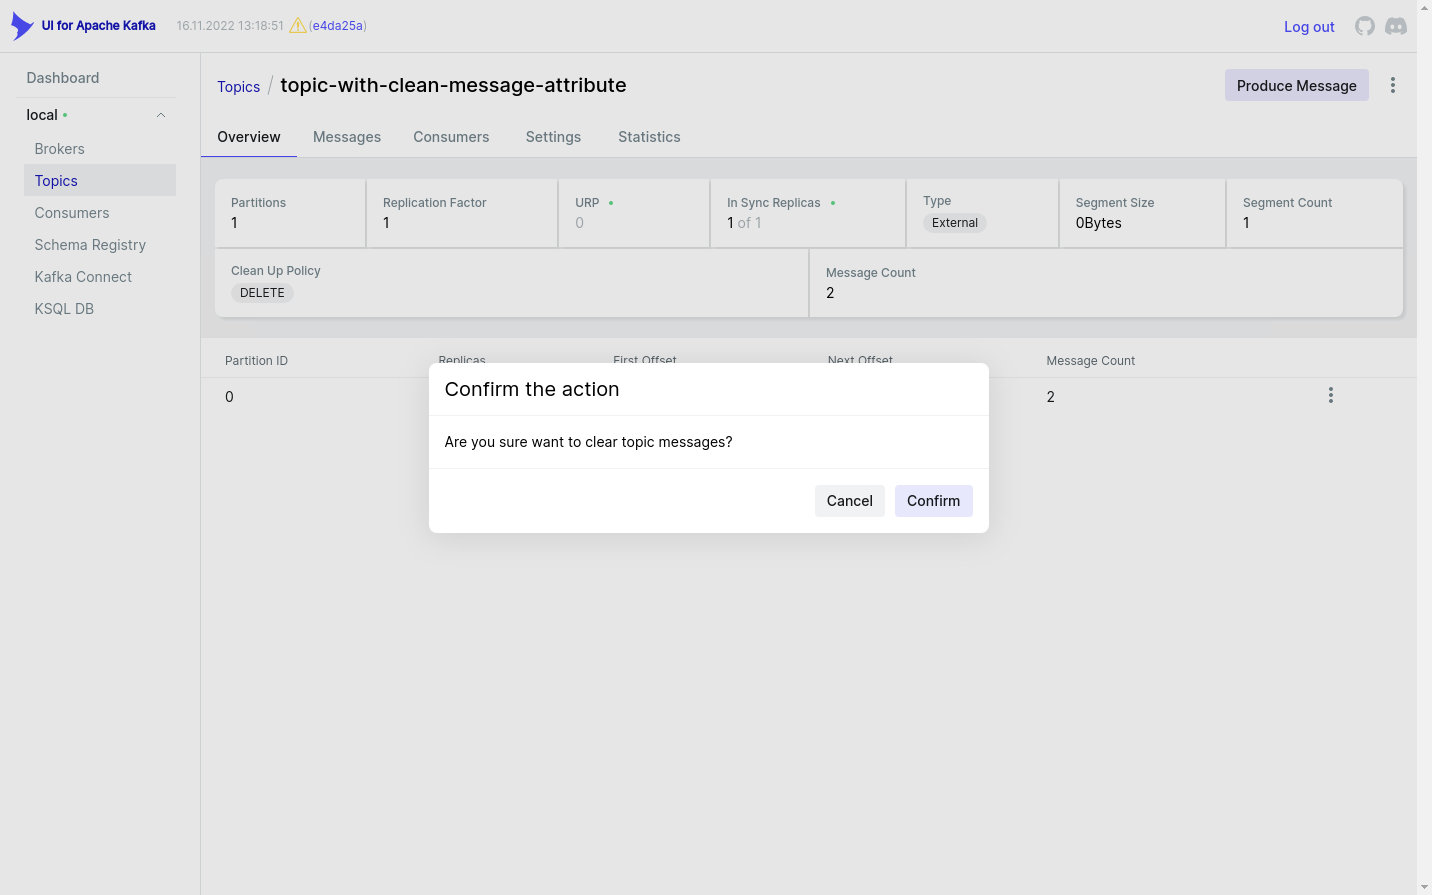 UI for Apache Kafka 16.11.2022 13:18:51 (e4da25a) Log out
Dashboard
local
Brokers
Topics
Consumers
Schema Registry
Kafka Connect
KSQL DB
Topics / topic-with-clean-message-attribute Produce Message
Overview Messages Consumers Settings Statistics
Partitions Replication Factor URP In Sync Replicas Type Segment Size Segment Count
1 1 0 1 of 1 External 0Bytes 1
Clean Up Policy Message Count
DELETE 2
Partition ID Replicas First Offset Next Offset Message Count
0 2
Confirm the action
Are you sure want to clear topic messages?
Cancel Confirm